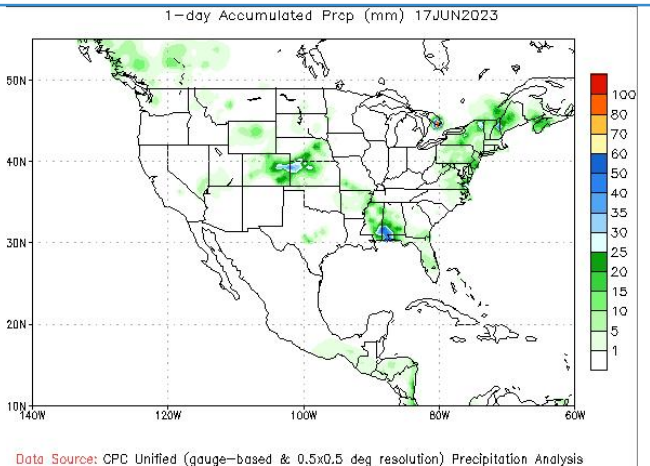 1-day Accumulated Prcp (mm) 17JUN2023
50N
40N
30N
20N
10N
140W 120W 100W 80W 60W
100
80
70
60
50
40
35
30
25
20
15
10
5
1
Data Source: CPC Unified (gauge-based & 0.5x0.5 deg resolution) Precipitation Analysis